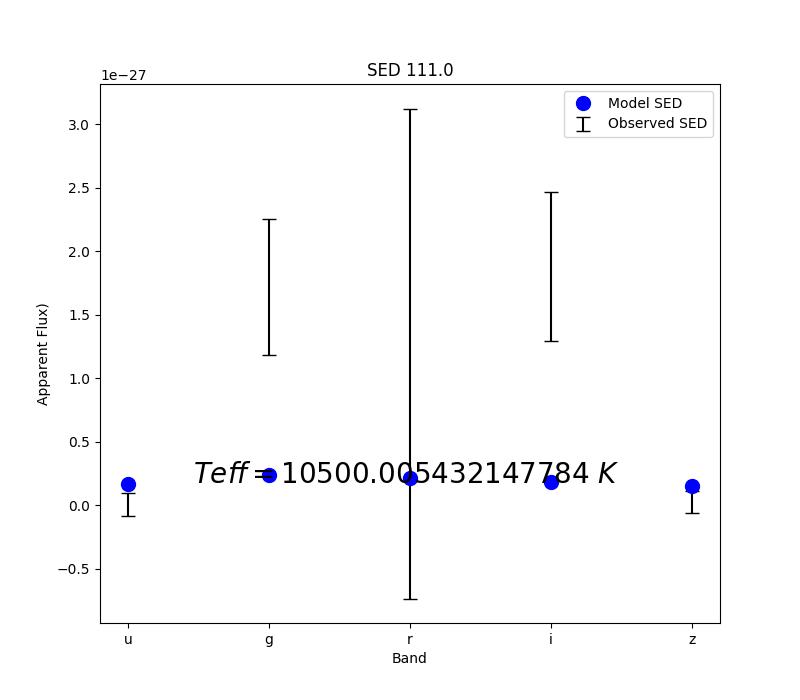 SED 111.0
1e−27
Model SED
Observed SED
3.0
2.5
2.0
1.5
1.0
0.5
0.0
−0.5
Apparent Flux)
Teff = 10500.005432147784 K
u g r i z
Band